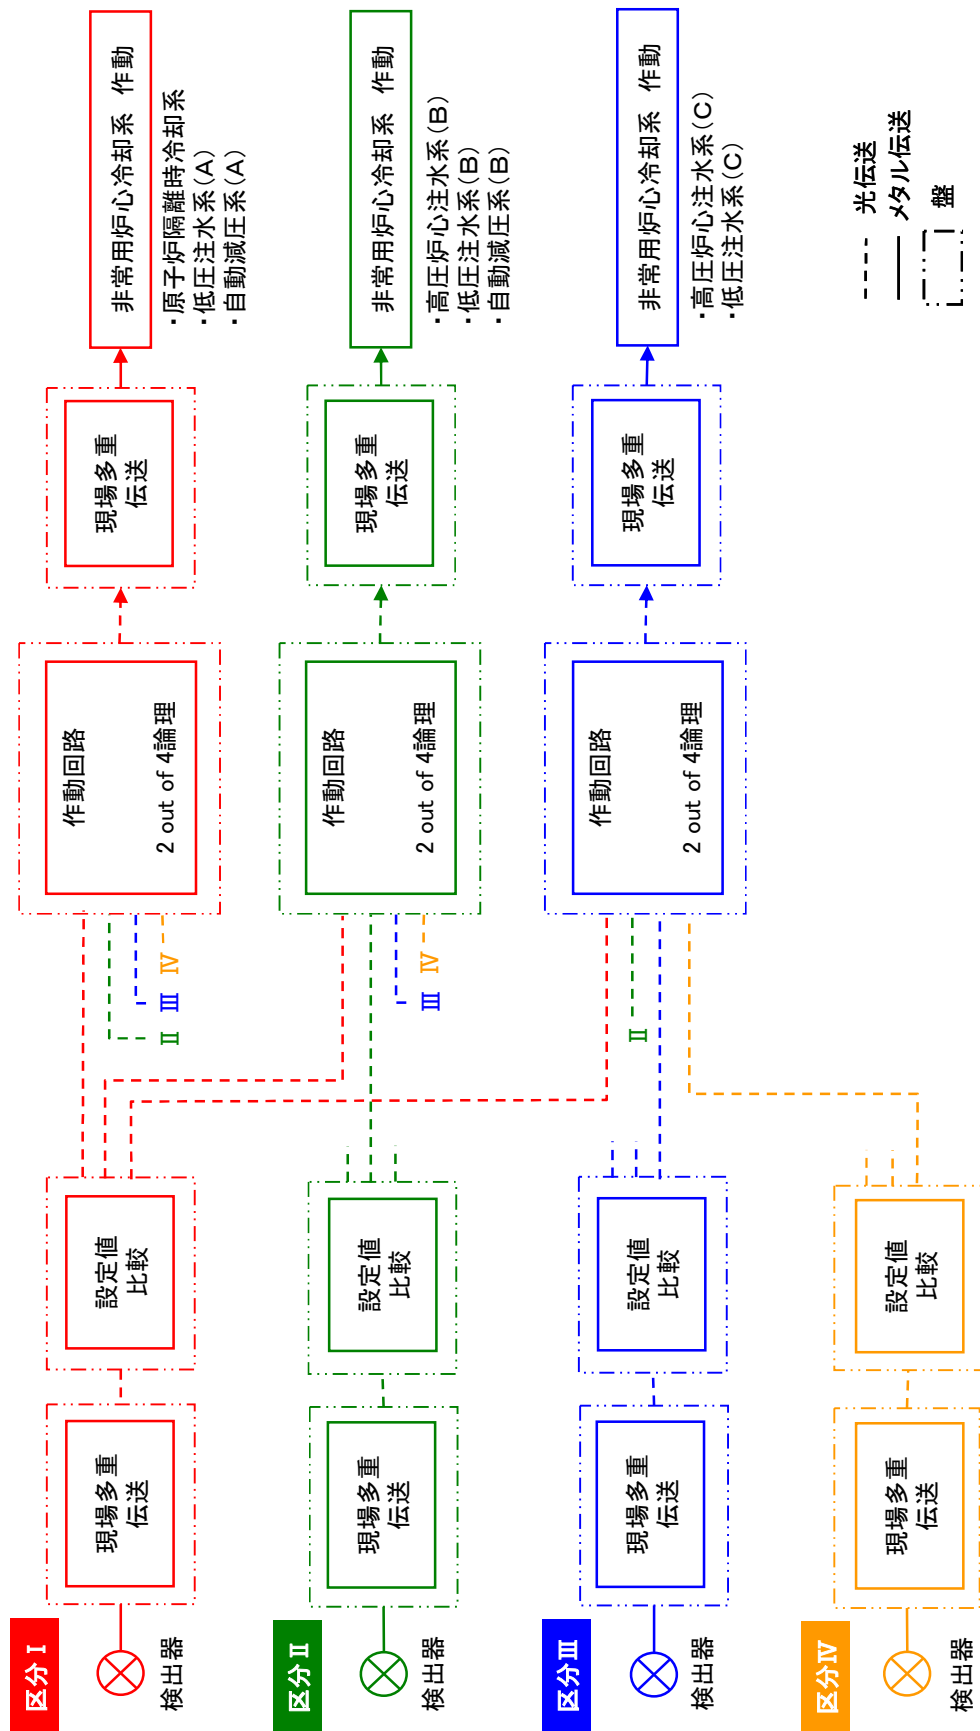 区分Ⅰ
検出器
現場多重
伝送
設定値
比較
Ⅱ
Ⅲ
Ⅳ
作動回路
2 out of 4論理
現場多重
伝送
非常用炉心冷却系 作動
・原子炉隔離時冷却系
・低圧注水系(A)
・自動減圧系(A)
区分Ⅱ
検出器
現場多重
伝送
設定値
比較
Ⅲ
Ⅳ
作動回路
2 out of 4論理
現場多重
伝送
非常用炉心冷却系 作動
・高圧炉心注水系(B)
・低圧注水系(B)
・自動減圧系(B)
区分Ⅲ
検出器
現場多重
伝送
設定値
比較
Ⅱ
作動回路
2 out of 4論理
現場多重
伝送
非常用炉心冷却系 作動
・高圧炉心注水系(C)
・低圧注水系(C)
区分Ⅳ
検出器
現場多重
伝送
設定値
比較
光伝送
メタル伝送
盤